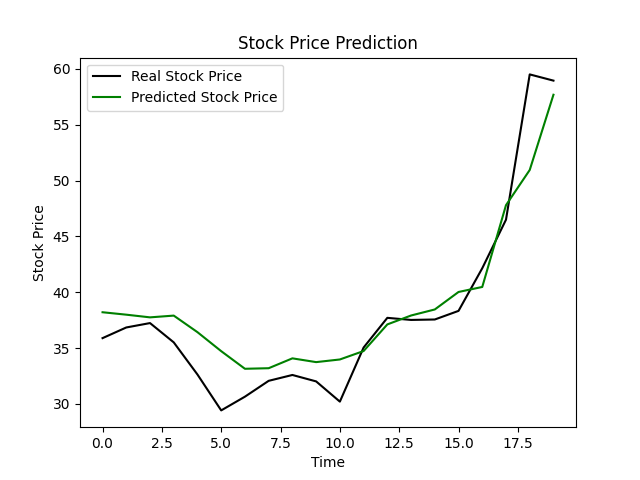 Stock Price Prediction
Real Stock Price
Predicted Stock Price
Stock Price
60
55
50
45
40
35
30
0.0 2.5 5.0 7.5 10.0 12.5 15.0 17.5
Time